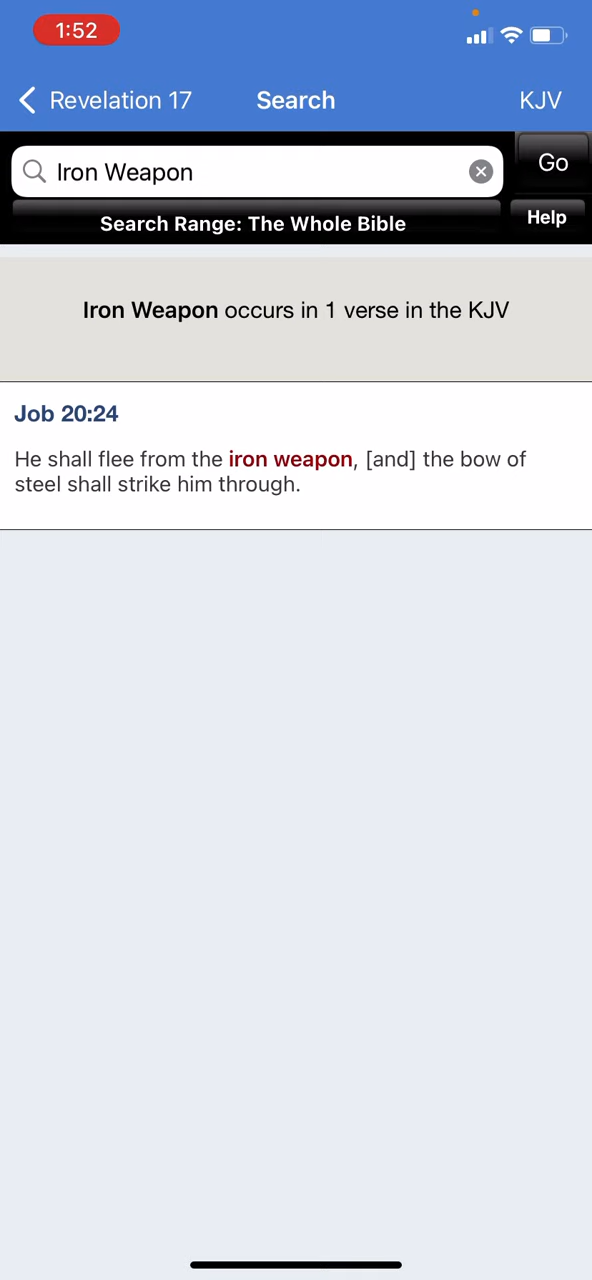 1:52
Revelation 17
Search
KJV
Iron Weapon
Go
Search Range: The Whole Bible
Help
Iron Weapon occurs in 1 verse in the KJV
Job 20:24
He shall flee from the iron weapon, [and] the bow of
steel shall strike him through.